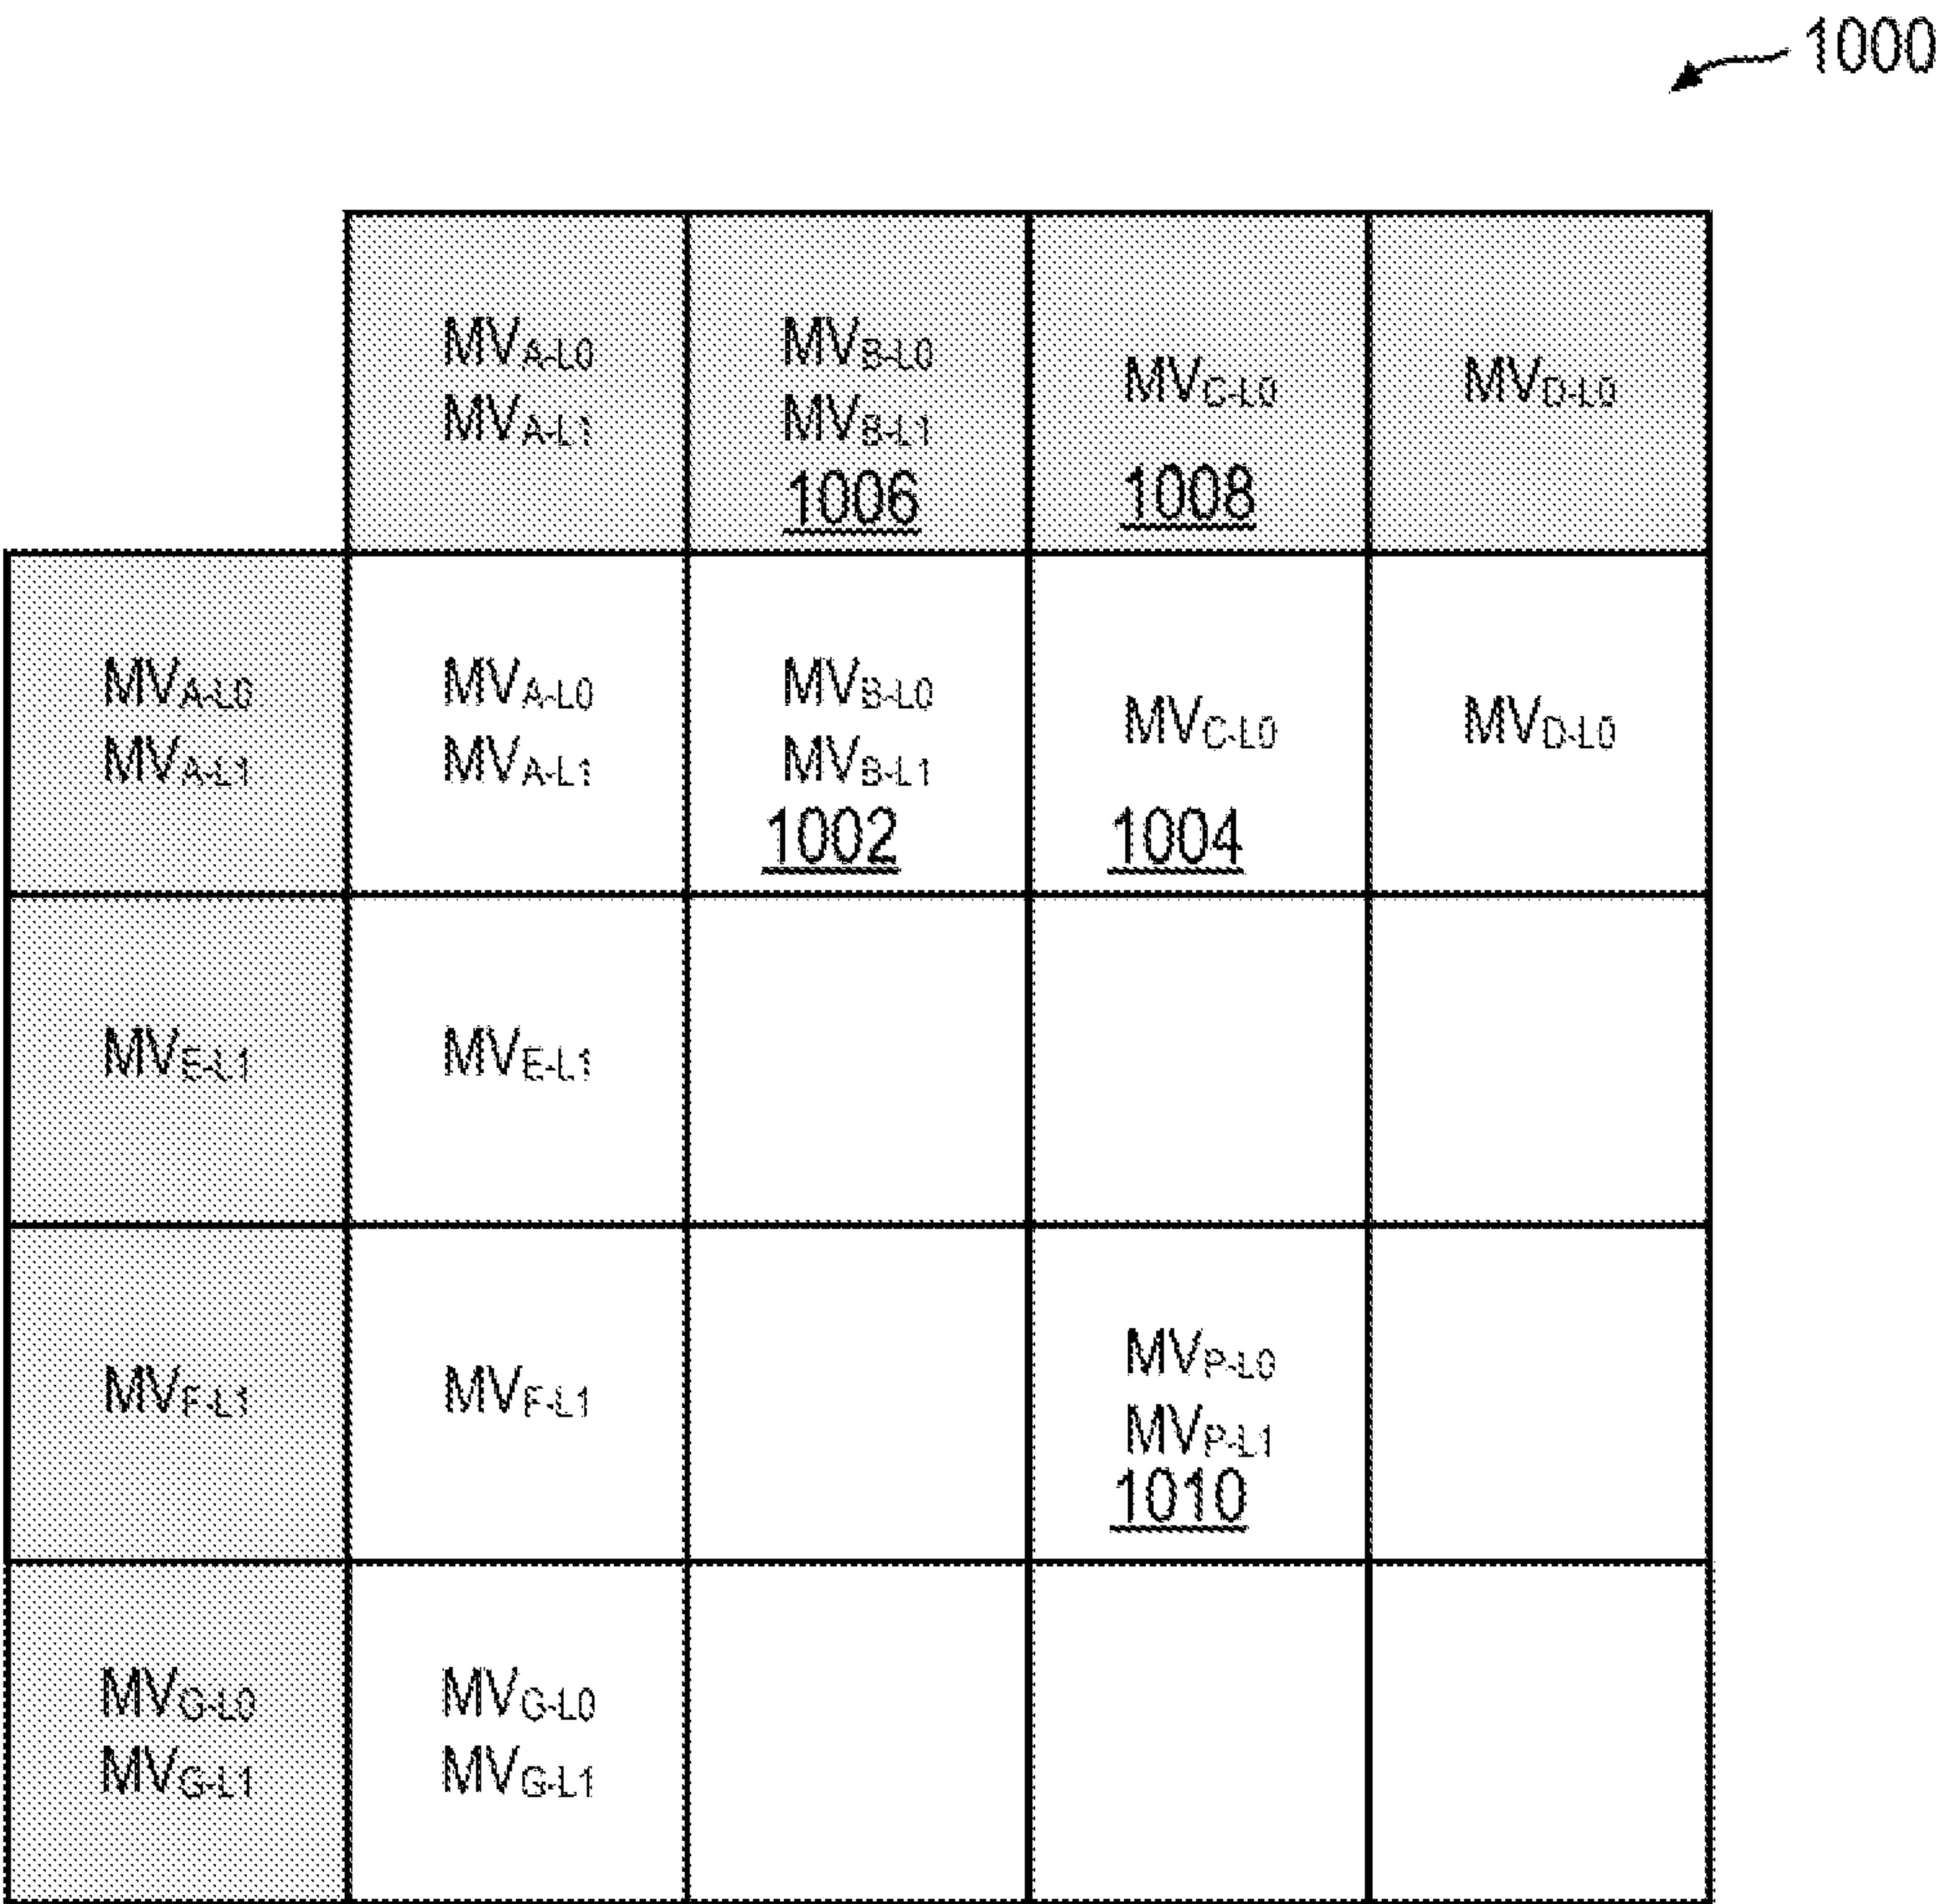 1000
MVA-L0 MVB-L0 MVC-L0 MVD-L0
MVA-L1 MVB-L1
1006 1008
MVA-L0 MVA-L0 MVB-L0 MVC-L0 MVD-L0
MVA-L1 MVA-L1 MVB-L1
1002 1004
MVE-L1 MVE-L1
MVF-L1 MVF-L1 MVP-L0
MVP-L1
1010
MVG-L0 MVG-L0
MVG-L1 MVG-L1